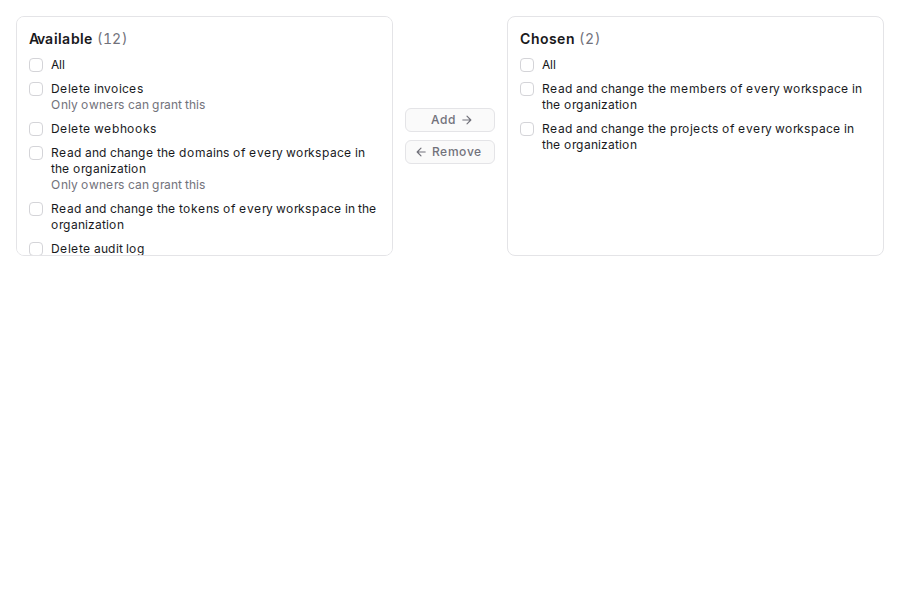 Available (12)
All
Delete invoices
Only owners can grant this
Delete webhooks
Read and change the domains of every workspace in
the organization
Only owners can grant this
Read and change the tokens of every workspace in the
organization
Delete audit log
Add →
← Remove
Chosen (2)
All
Read and change the members of every workspace in
the organization
Read and change the projects of every workspace in
the organization